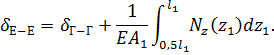 δ_{Е–Е} = δ_{Г–Г} + \frac{1}{EA_1} \int_{0,5l_1}^{l_1} N_z(z_1)dz_1.